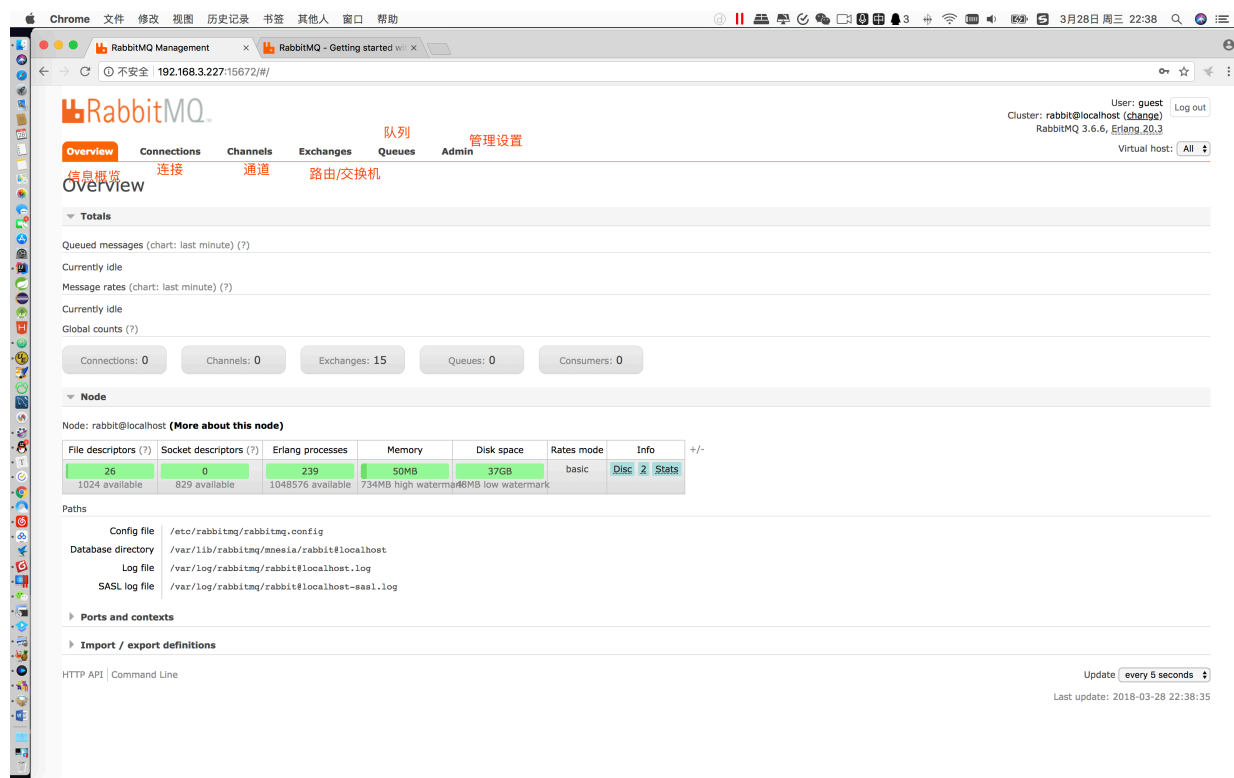 Chrome 文件 修改 视图 历史记录 书签 其他人 窗口 帮助 3 3月28日 周三 22:38
RabbitMQ Management × RabbitMQ - Getting started wi ×
不安全 192.168.3.227:15672/#/
RabbitMQ
User: guest Log out
Cluster: rabbit@localhost (change)
RabbitMQ 3.6.6, Erlang 20.3
Virtual host: All
队列 管理设置
Overview Connections Channels Exchanges Queues Admin
信息概览 连接 通道 路由/交换机
Overview
Totals
Queued messages (chart: last minute) (?)
Currently idle
Message rates (chart: last minute) (?)
Currently idle
Global counts (?)
Connections: 0 Channels: 0 Exchanges: 15 Queues: 0 Consumers: 0
Node
Node: rabbit@localhost (More about this node)
File descriptors (?) Socket descriptors (?) Erlang processes Memory Disk space Rates mode Info +/-
26 0 239 50MB 37GB basic Disc 2 Stats
1024 available 829 available 1048576 available 734MB high watermark 48MB low watermark
Paths
Config file /etc/rabbitmq/rabbitmq.config
Database directory /var/lib/rabbitmq/mnesia/rabbit@localhost
Log file /var/log/rabbitmq/rabbit@localhost.log
SASL log file /var/log/rabbitmq/rabbit@localhost-sasl.log
Ports and contexts
Import / export definitions
HTTP API Command Line
Update every 5 seconds
Last update: 2018-03-28 22:38:35